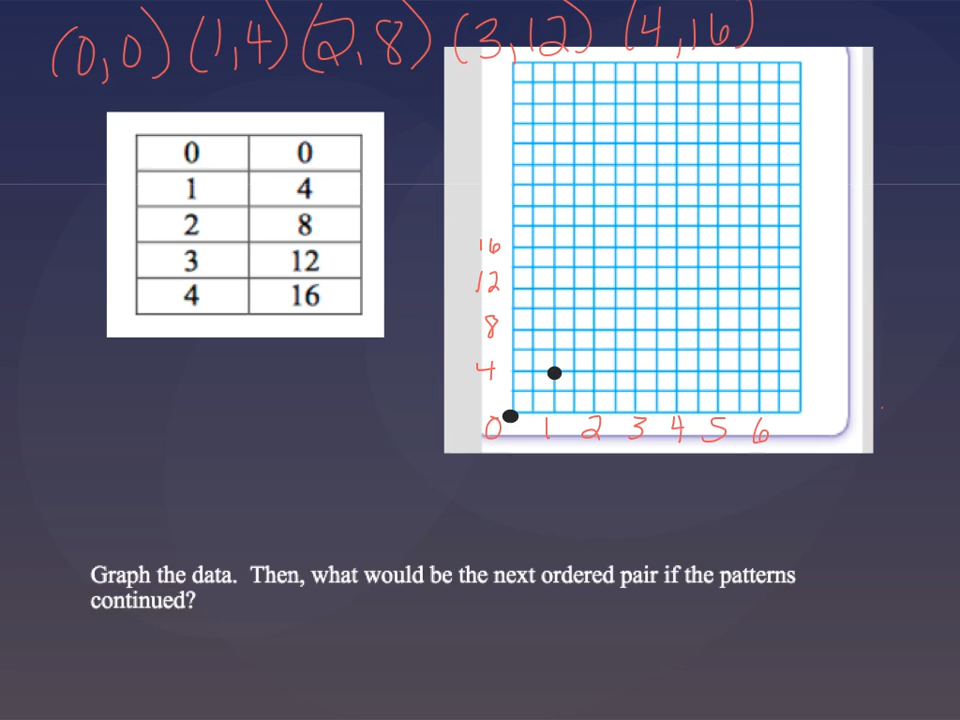 (0,0) (1,4) (2,8) (3,12) (4,16)
0 0
1 4
2 8
3 12
4 16
16
12
8
4
0 1 2 3 4 5 6
Graph the data. Then, what would be the next ordered pair if the patterns
continued?